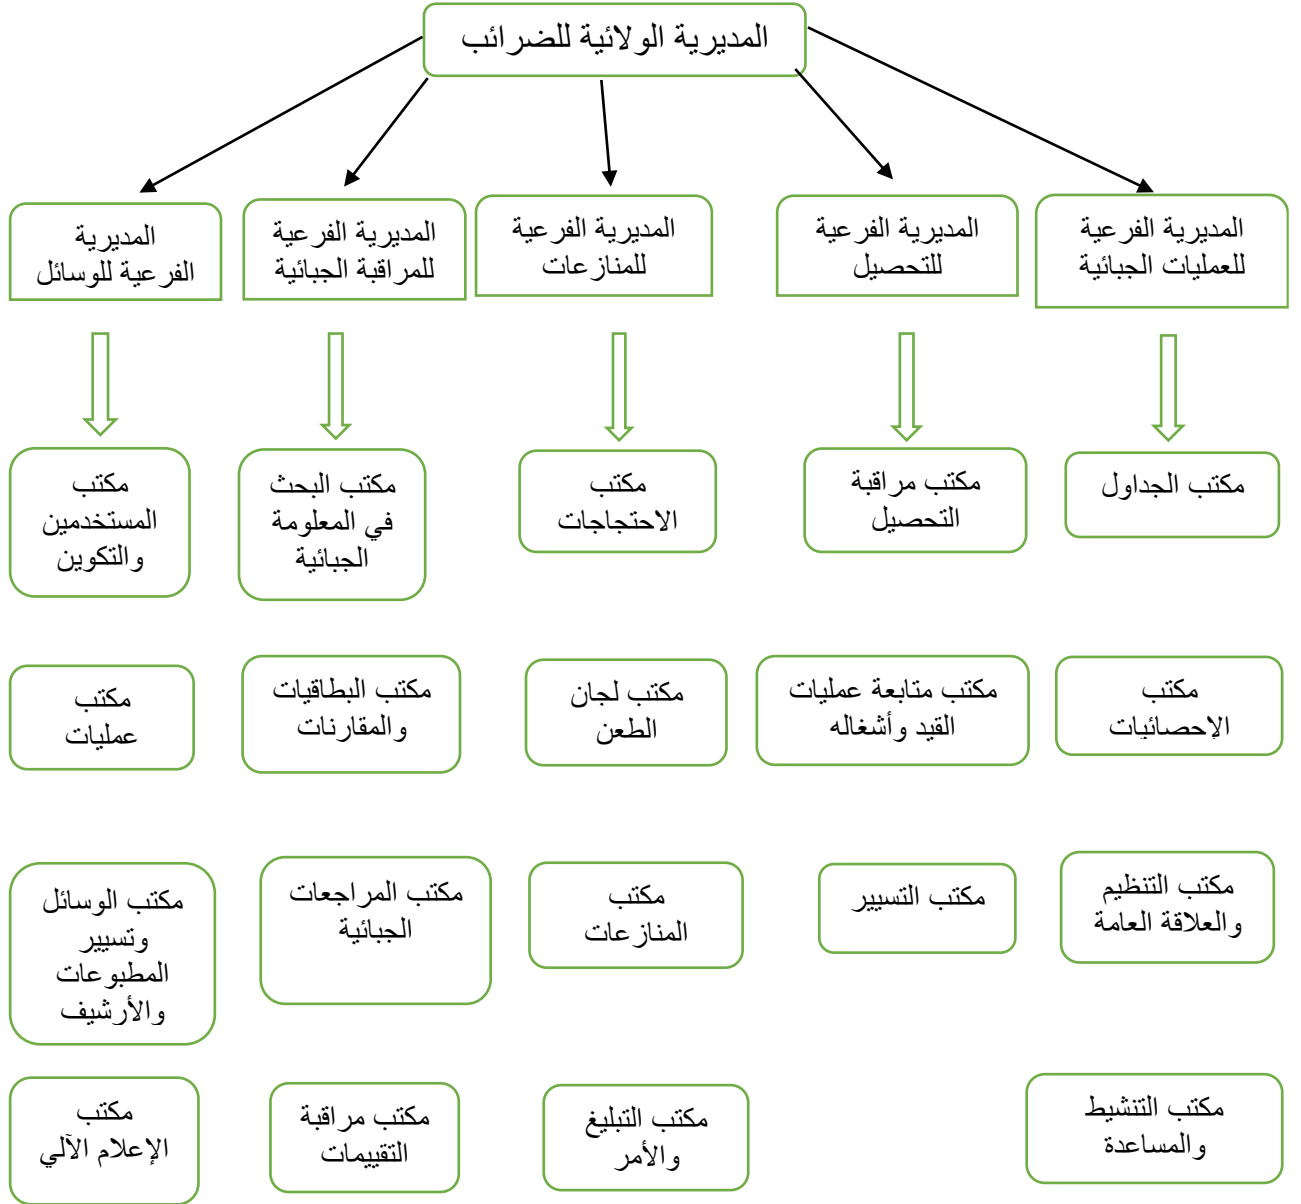 المديرية الولائية للضرائب
المديرية الفرعية
للعمليات الجبائية
المديرية الفرعية
للتحصيل
المديرية الفرعية
للمنازعات
المديرية الفرعية
للمراقبة الجبائية
المديرية
الفرعية للوسائل
مكتب الجداول
مكتب مراقبة
التحصيل
مكتب
الاحتجاجات
مكتب البحث
في المعلومة
الجبائية
مكتب
المستخدمين
والتكوين
مكتب
الإحصائيات
مكتب متابعة عمليات
القيد وأشغاله
مكتب لجان
الطعن
مكتب البطاقيات
والمقارنات
مكتب
عمليات
مكتب التنظيم
والعلاقة العامة
مكتب التسيير
مكتب
المنازعات
مكتب المراجعات
الجبائية
مكتب الوسائل
وتسيير
المطبوعات
والأرشيف
مكتب التنشيط
والمساعدة
مكتب التبليغ
والأمر
مكتب مراقبة
التقييمات
مكتب
الإعلام الآلي